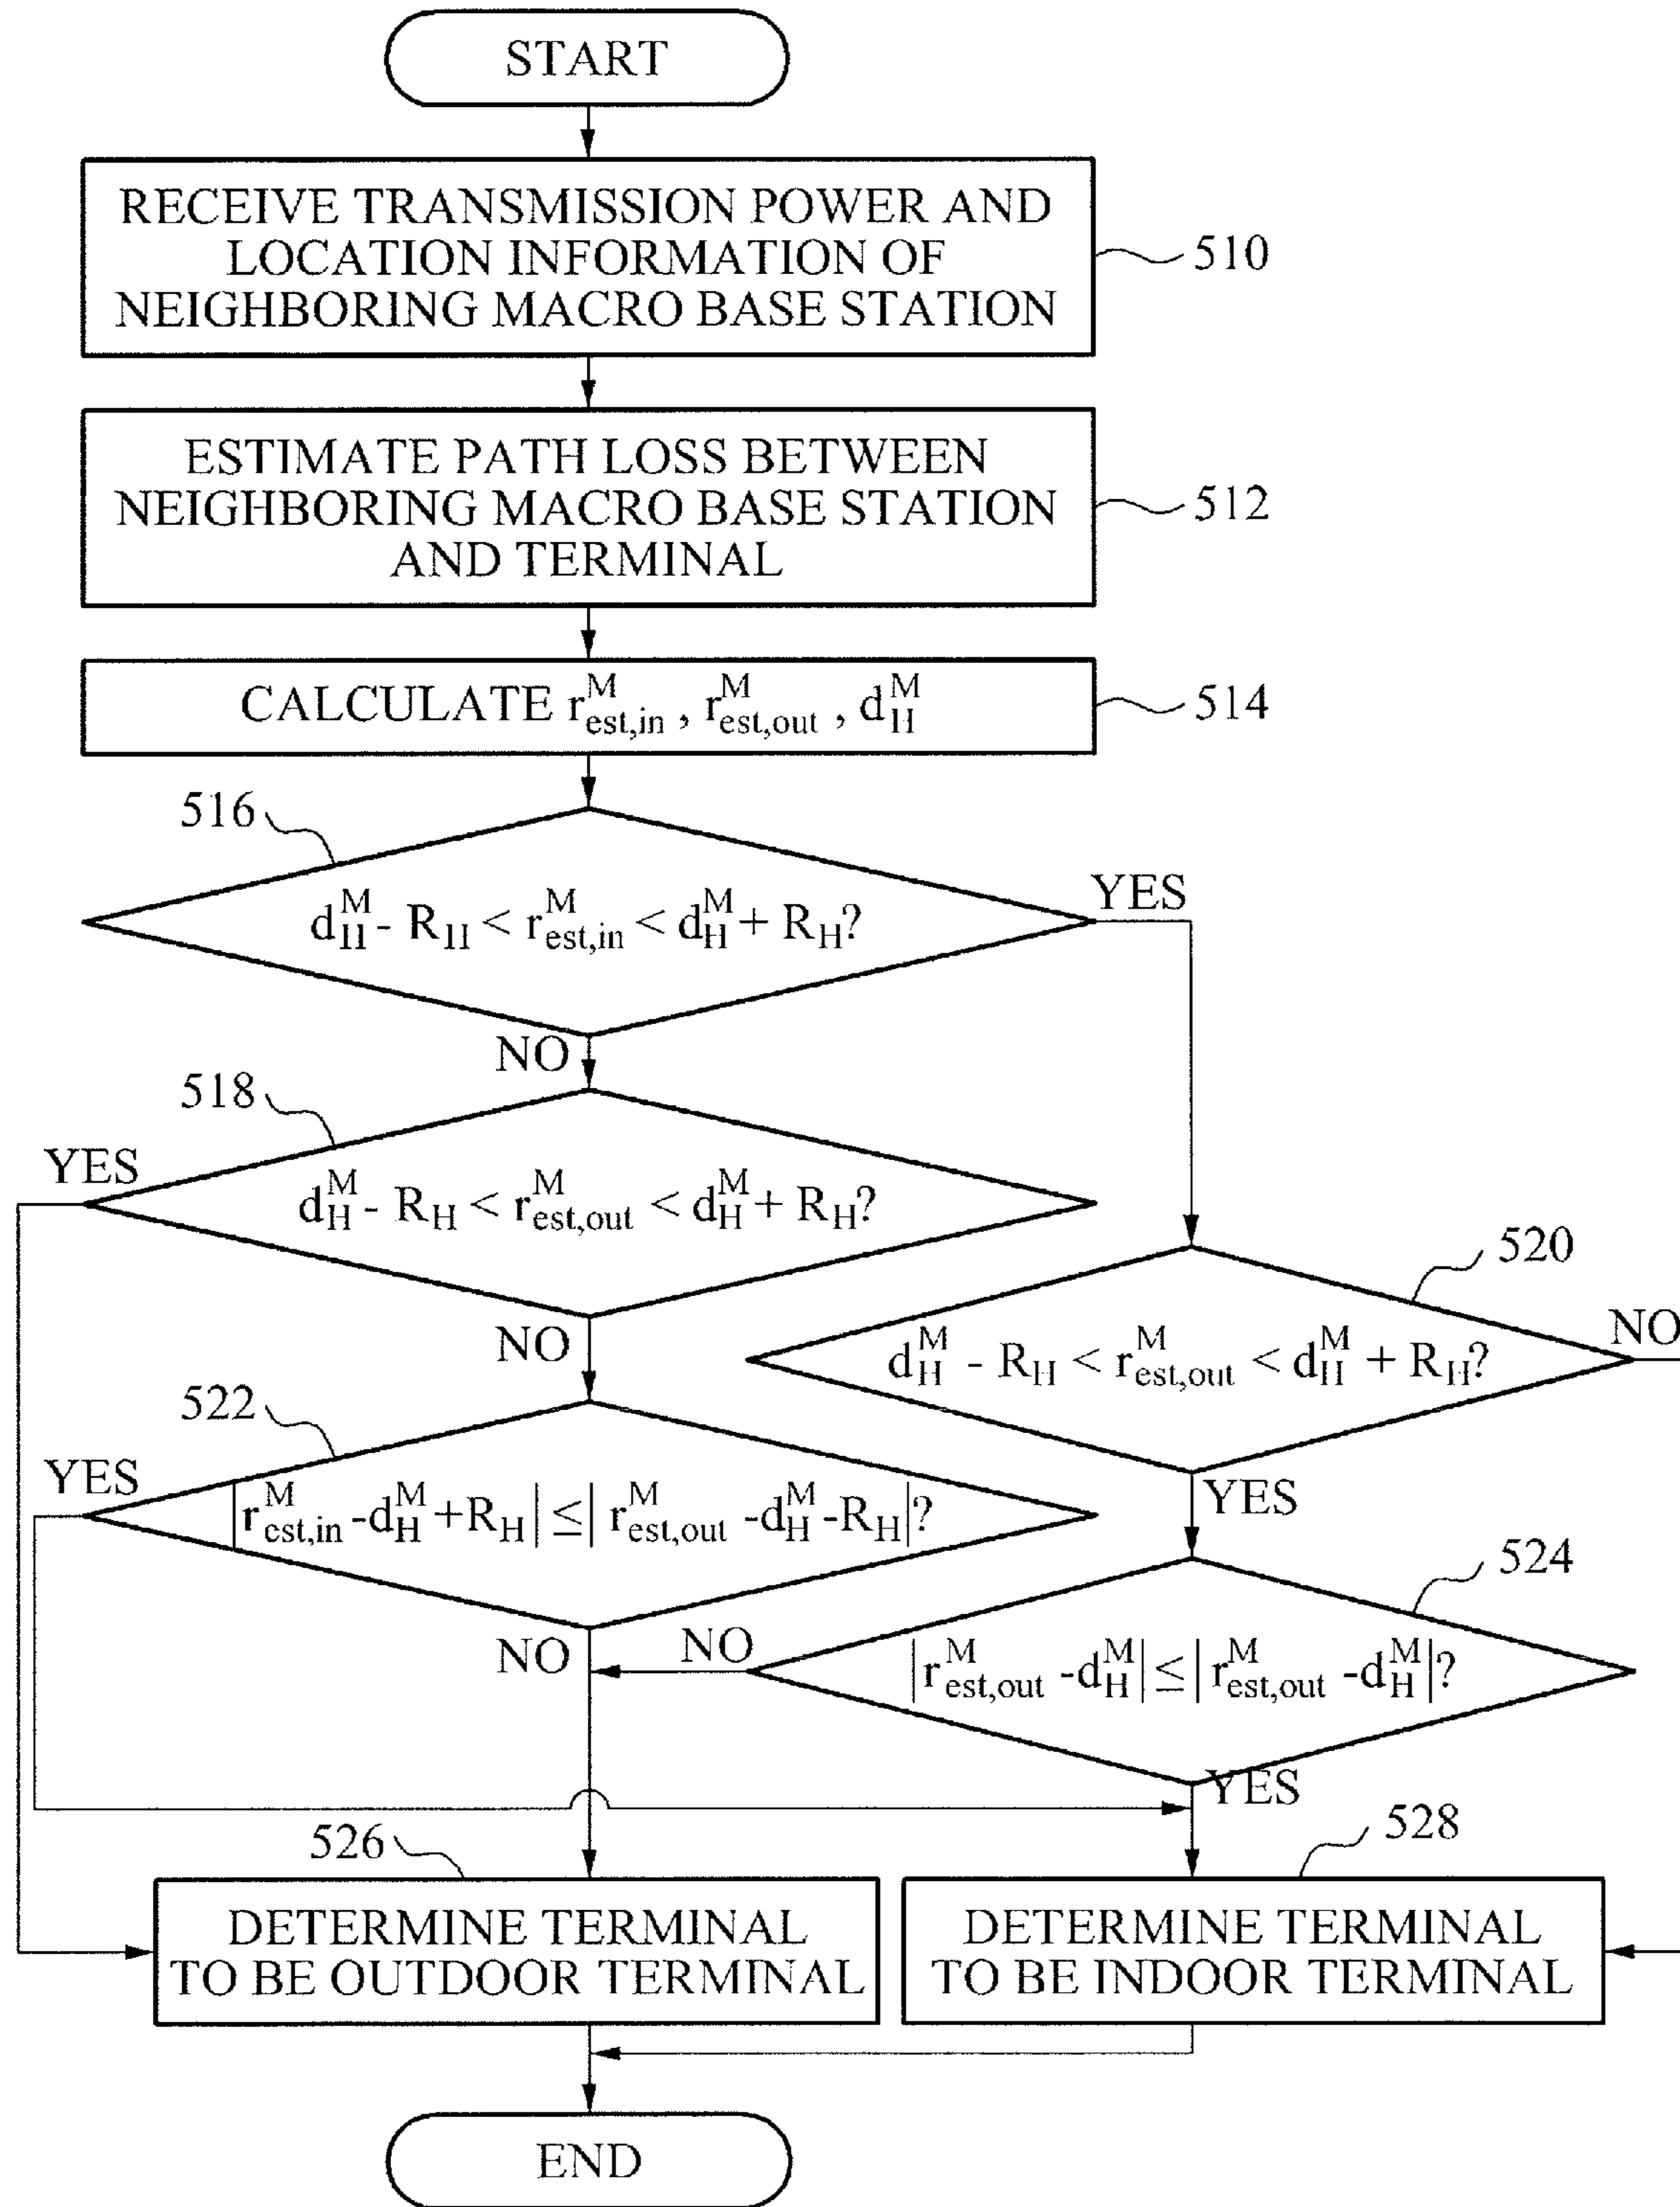 START
RECEIVE TRANSMISSION POWER AND
LOCATION INFORMATION OF
NEIGHBORING MACRO BASE STATION
510
ESTIMATE PATH LOSS BETWEEN
NEIGHBORING MACRO BASE STATION
AND TERMINAL
512
CALCULATE r^M_est,in , r^M_est,out , d^M_H
514
516
d^M_H - R_H < r^M_est,in < d^M_H + R_H?
YES
NO
518
YES
d^M_H - R_H < r^M_est,out < d^M_H + R_H?
NO
520
d^M_H - R_H < r^M_est,out < d^M_H + R_H?
NO
YES
522
YES
|r^M_est,in -d^M_H +R_H| ≤ | r^M_est,out -d^M_H -R_H|?
NO
524
|r^M_est,out -d^M_H| ≤ | r^M_est,out -d^M_H|?
NO
YES
526
DETERMINE TERMINAL
TO BE OUTDOOR TERMINAL
528
DETERMINE TERMINAL
TO BE INDOOR TERMINAL
END